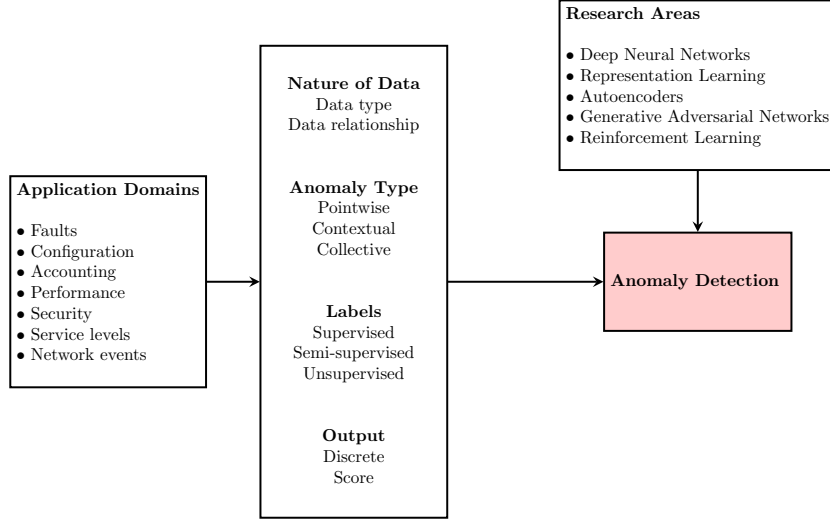 Research Areas
• Deep Neural Networks
• Representation Learning
• Autoencoders
• Generative Adversarial Networks
• Reinforcement Learning
Nature of Data
Data type
Data relationship
Anomaly Type
Pointwise
Contextual
Collective
Labels
Supervised
Semi-supervised
Unsupervised
Output
Discrete
Score
Application Domains
• Faults
• Configuration
• Accounting
• Performance
• Security
• Service levels
• Network events
Anomaly Detection